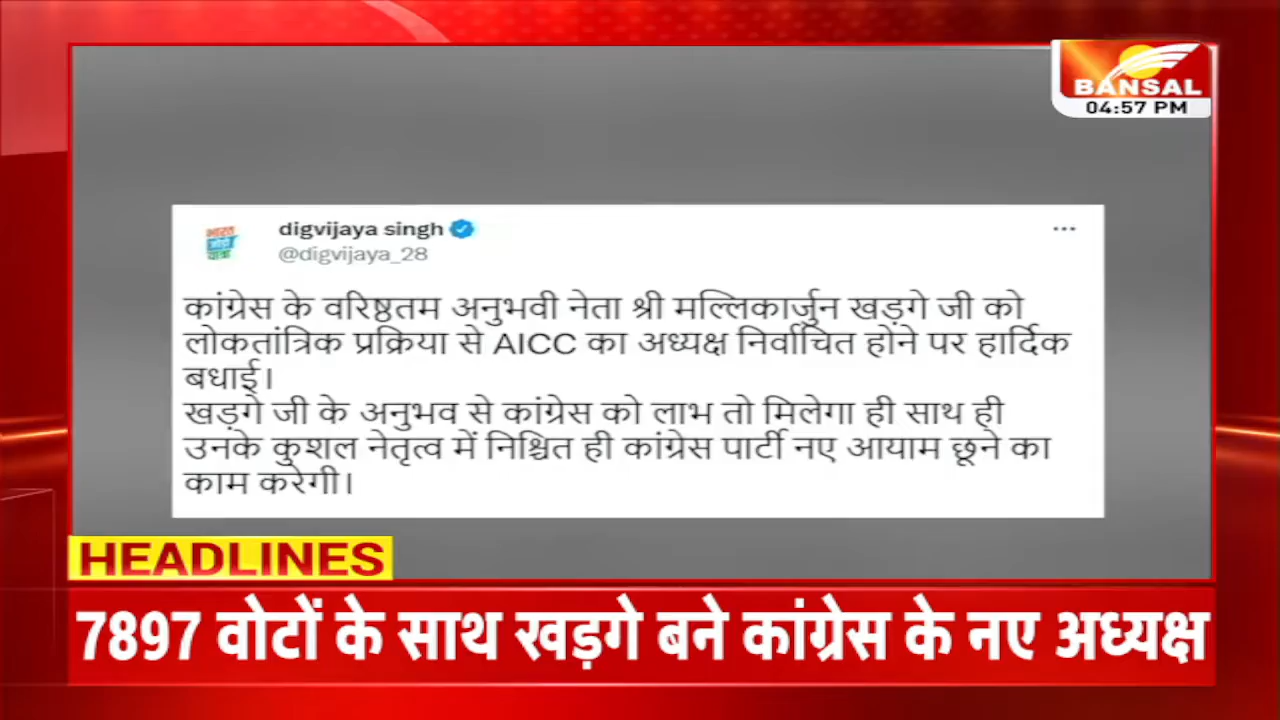 BANSAL
04:57 PM
भारत
जोड़ो
यात्रा
digvijaya singh
@digvijaya_28
कांग्रेस के वरिष्ठतम अनुभवी नेता श्री मल्लिकार्जुन खड़गे जी को
लोकतांत्रिक प्रक्रिया से AICC का अध्यक्ष निर्वाचित होने पर हार्दिक
बधाई।
खड़गे जी के अनुभव से कांग्रेस को लाभ तो मिलेगा ही साथ ही
उनके कुशल नेतृत्व में निश्चित ही कांग्रेस पार्टी नए आयाम छूने का
काम करेगी।
HEADLINES
7897 वोटों के साथ खड़गे बने कांग्रेस के नए अध्यक्ष